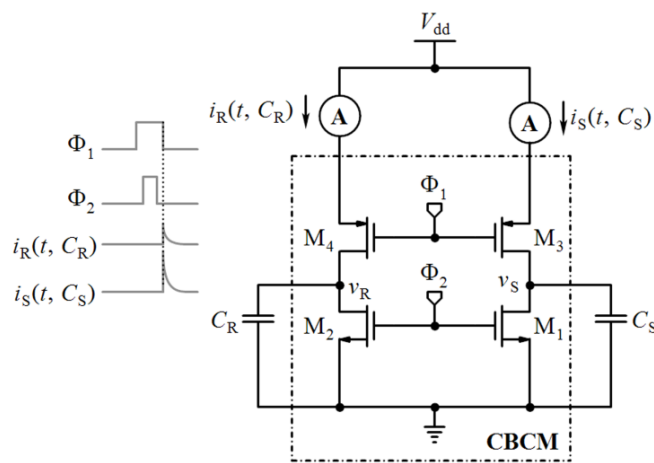 V_dd
i_R(t, C_R)
A
A
i_S(t, C_S)
Φ_1
Φ_2
i_R(t, C_R)
i_S(t, C_S)
Φ_1
M_4
M_3
Φ_2
v_R
v_S
C_R
M_2
M_1
C_S
CBCM